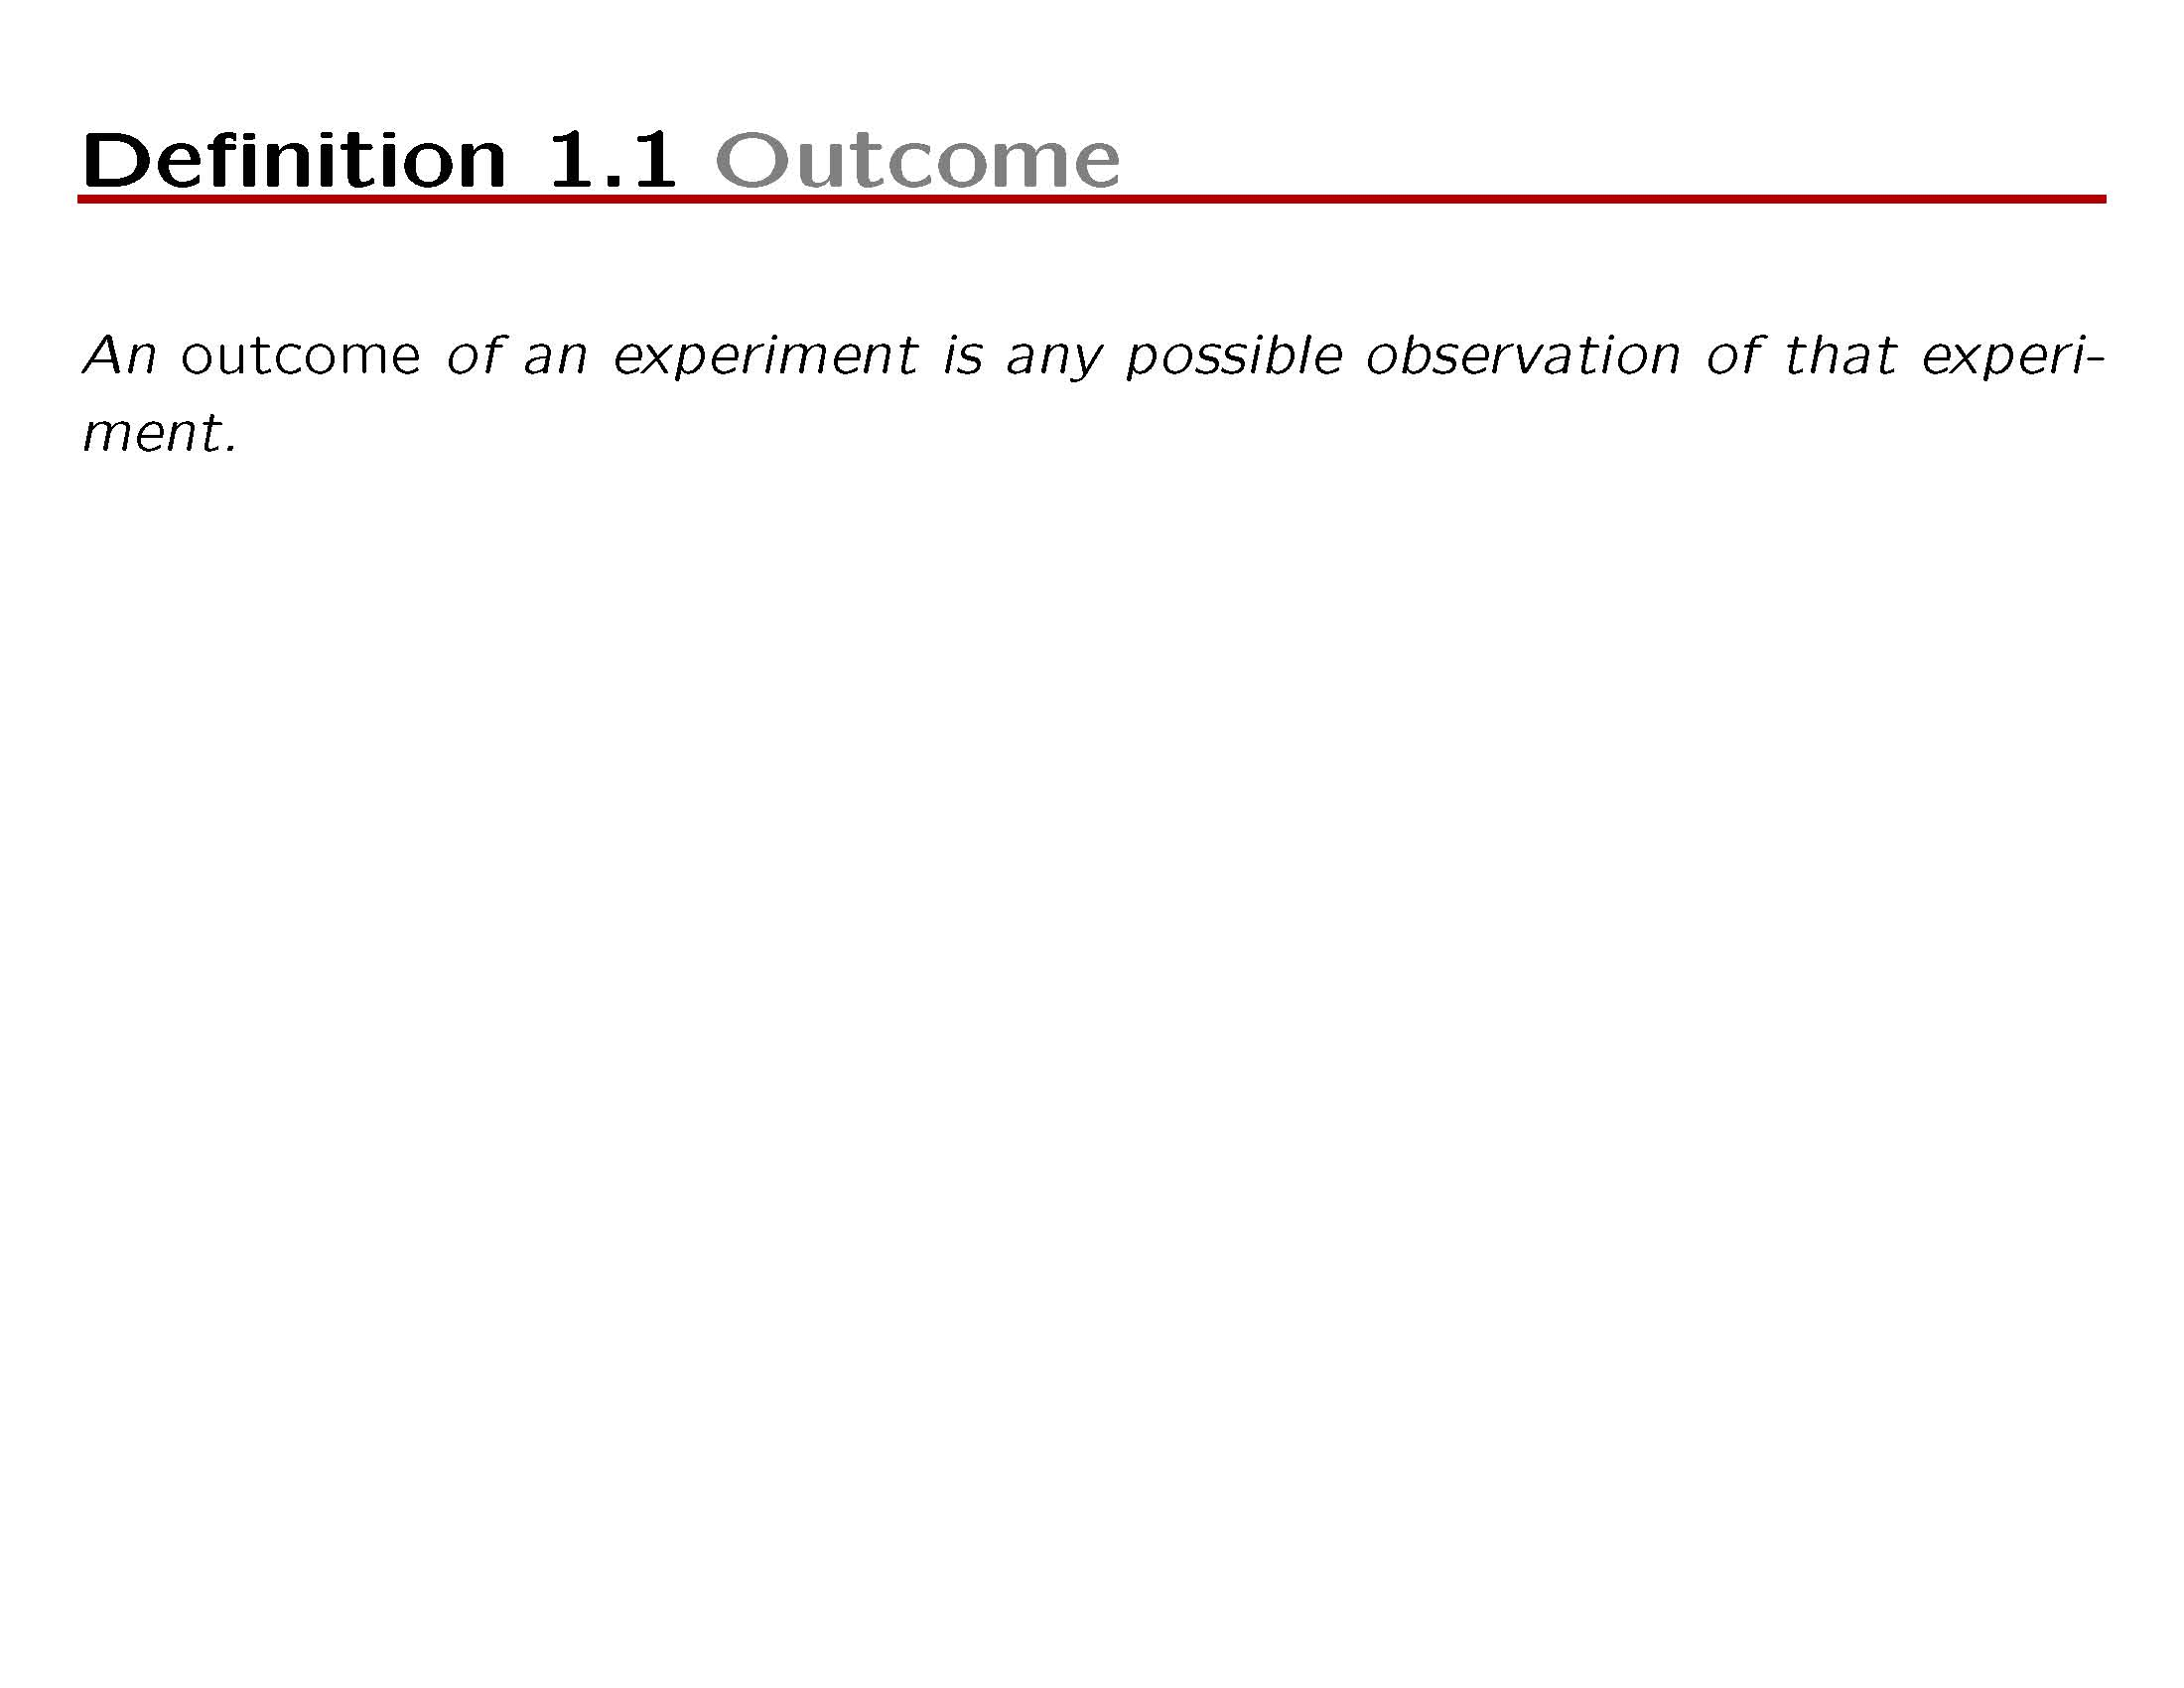 Definition 1.1 Outcome
An outcome of an experiment is any possible observation of that experi-
ment.